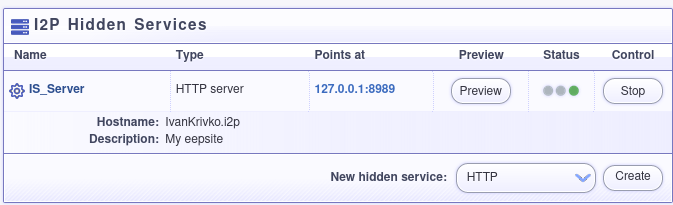 I2P Hidden Services
Name Type Points at Preview Status Control
IS_Server HTTP server 127.0.0.1:8989 Preview Stop
Hostname: IvanKrivko.i2p
Description: My eepsite
New hidden service: HTTP Create